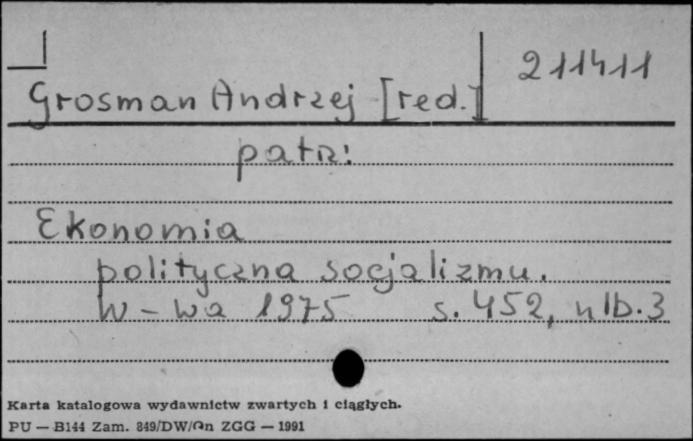 211411
Grosman Andrzej [red.]
patrz:
Ekonomia
polityczna socjalizmu.
W-wa 1975 s. 452, nlb. 3
Karta katalogowa wydawnictw zwartych i ciągłych.
PU — B144 Zam. 849/DW/On ZGG — 1991